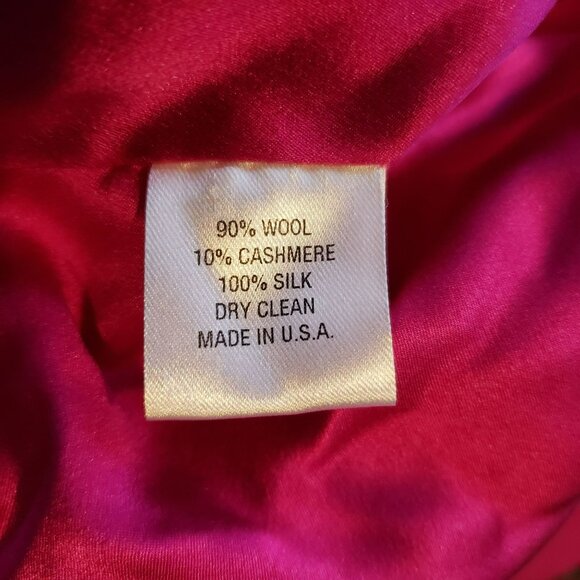 90% WOOL
10% CASHMERE
100% SILK
DRY CLEAN
MADE IN U.S.A.